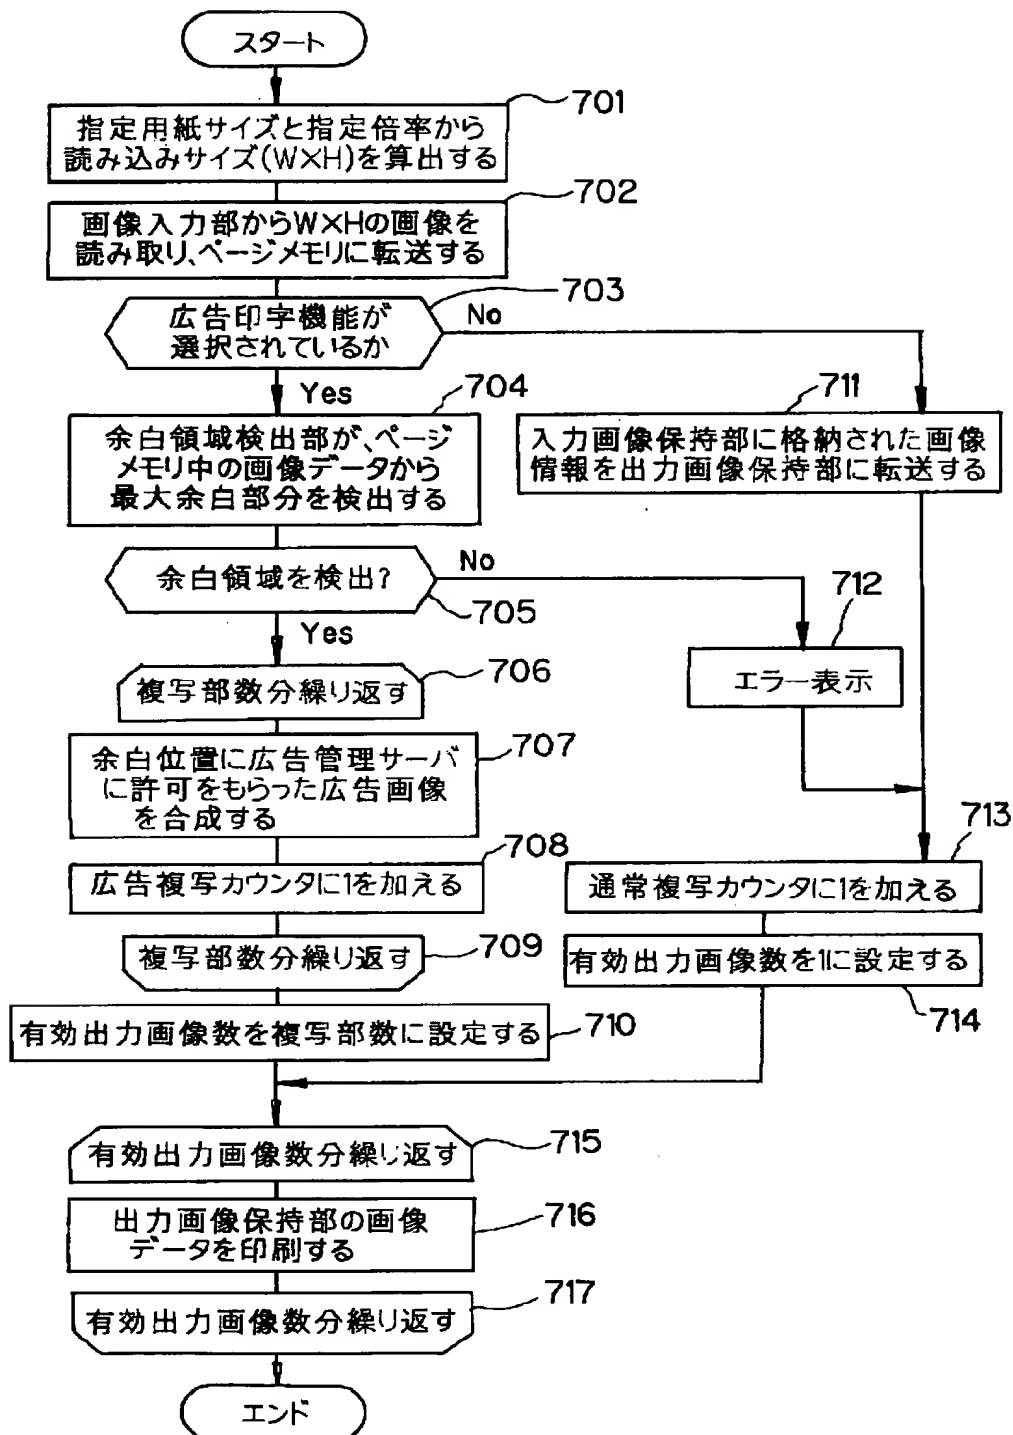 スタート
701
指定用紙サイズと指定倍率から
読み込みサイズ(W×H)を算出する
702
画像入力部からW×Hの画像を
読み取り、ページメモリに転送する
703
広告印字機能が
選択されているか
No
Yes
704
余白領域検出部が、ページ
メモリ中の画像データから
最大余白部分を検出する
711
入力画像保持部に格納された画像
情報を出力画像保持部に転送する
余白領域を検出?
No
705
Yes
712
エラー表示
706
複写部数分繰り返す
707
余白位置に広告管理サーバ
に許可をもらった広告画像
を合成する
708
広告複写カウンタに1を加える
713
通常複写カウンタに1を加える
709
複写部数分繰り返す
有効出力画像数を1に設定する
714
710
有効出力画像数を複写部数に設定する
715
有効出力画像数分繰り返す
716
出力画像保持部の画像
データを印刷する
717
有効出力画像数分繰り返す
エンド